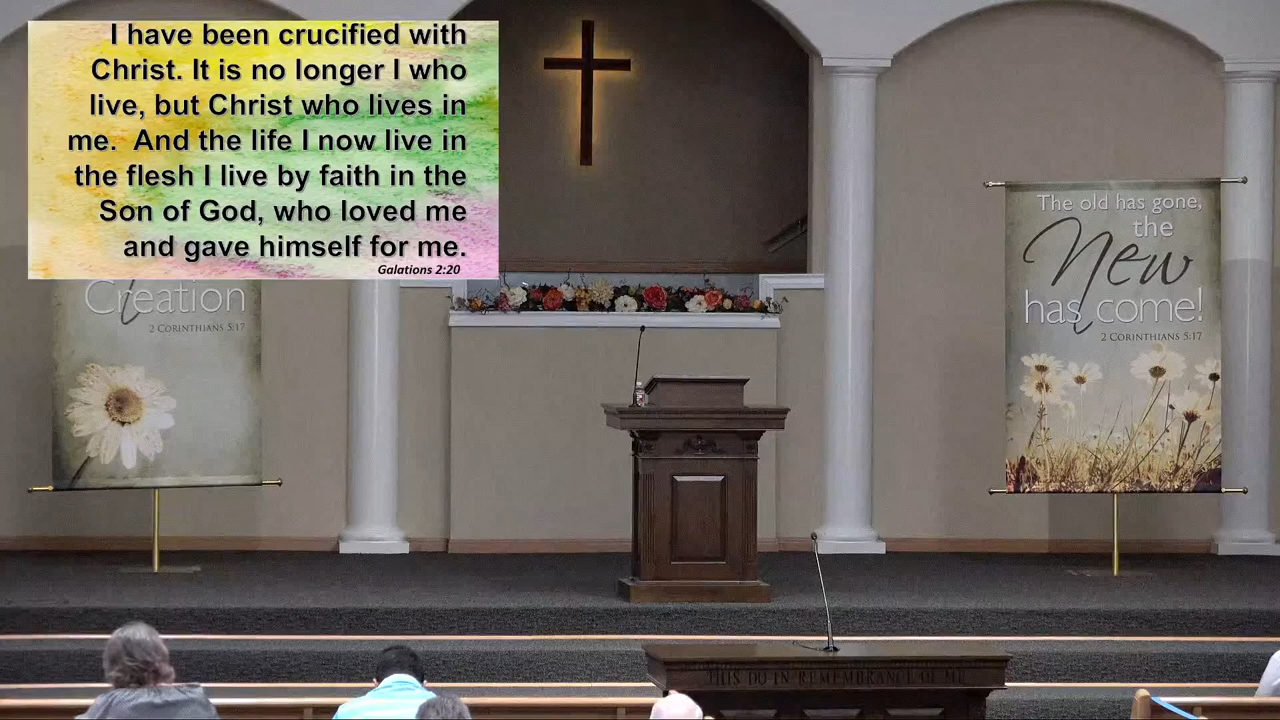 I have been crucified with
Christ. It is no longer I who
live, but Christ who lives in
me.  And the life I now live in
the flesh I live by faith in the
Son of God, who loved me
and gave himself for me.
Galations 2:20
Creation
2 CORINTHIANS 5:17
The old has gone,
the
New
has come!
2 CORINTHIANS 5:17
THIS DO IN REMEMBRANCE OF ME